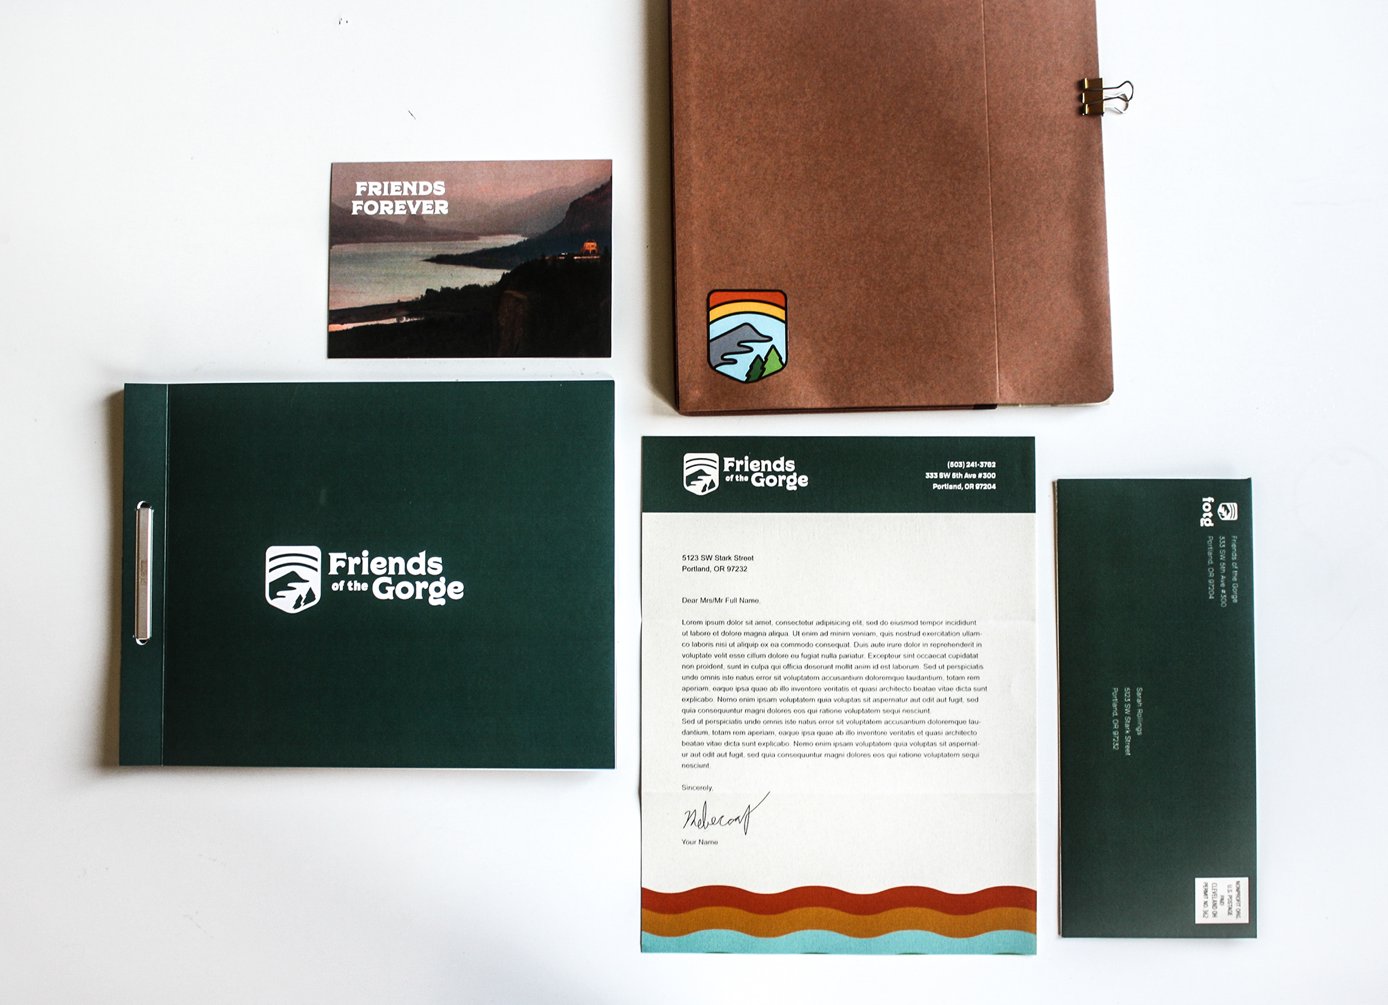 FRIENDS
FOREVER
Friends
of the Gorge
Friends
of the Gorge
(503) 241-3762
333 SW 5th Ave #300
Portland, OR 97204
5123 SW Stark Street
Portland, OR 97232
Dear Mrs/Mr Full Name,
Lorem ipsum dolor sit amet, consectetur adipisicing elit, sed do eiusmod tempor incididunt
ut labore et dolore magna aliqua. Ut enim ad minim veniam, quis nostrud exercitation ullam-
co laboris nisi ut aliquip ex ea commodo consequat. Duis aute irure dolor in reprehenderit in
voluptate velit esse cillum dolore eu fugiat nulla pariatur. Excepteur sint occaecat cupidatat
non proident, sunt in culpa qui officia deserunt mollit anim id est laborum. Sed ut perspiciatis
unde omnis iste natus error sit voluptatem accusantium doloremque laudantium, totam rem
aperiam, eaque ipsa quae ab illo inventore veritatis et quasi architecto beatae vitae dicta sunt
explicabo. Nemo enim ipsam voluptatem quia voluptas sit aspernatur aut odit aut fugit, sed
quia consequuntur magni dolores eos qui ratione voluptatem sequi nesciunt.
Sed ut perspiciatis unde omnis iste natus error sit voluptatem accusantium doloremque lau-
dantium, totam rem aperiam, eaque ipsa quae ab illo inventore veritatis et quasi architecto
beatae vitae dicta sunt explicabo. Nemo enim ipsam voluptatem quia voluptas sit aspernat-
ur aut odit aut fugit, sed quia consequuntur magni dolores eos qui ratione voluptatem sequi
nesciunt.
Sincerely,
Your Name
fotg
Friends of the Gorge
333 SW 5th Ave #300
Portland, OR 97204
Sarah Rollings
5123 SW Stark Street
Portland, OR 97232
NONPROFIT ORG
U.S. POSTAGE
PAID
CLEVELAND OH
PERMIT NO. 362